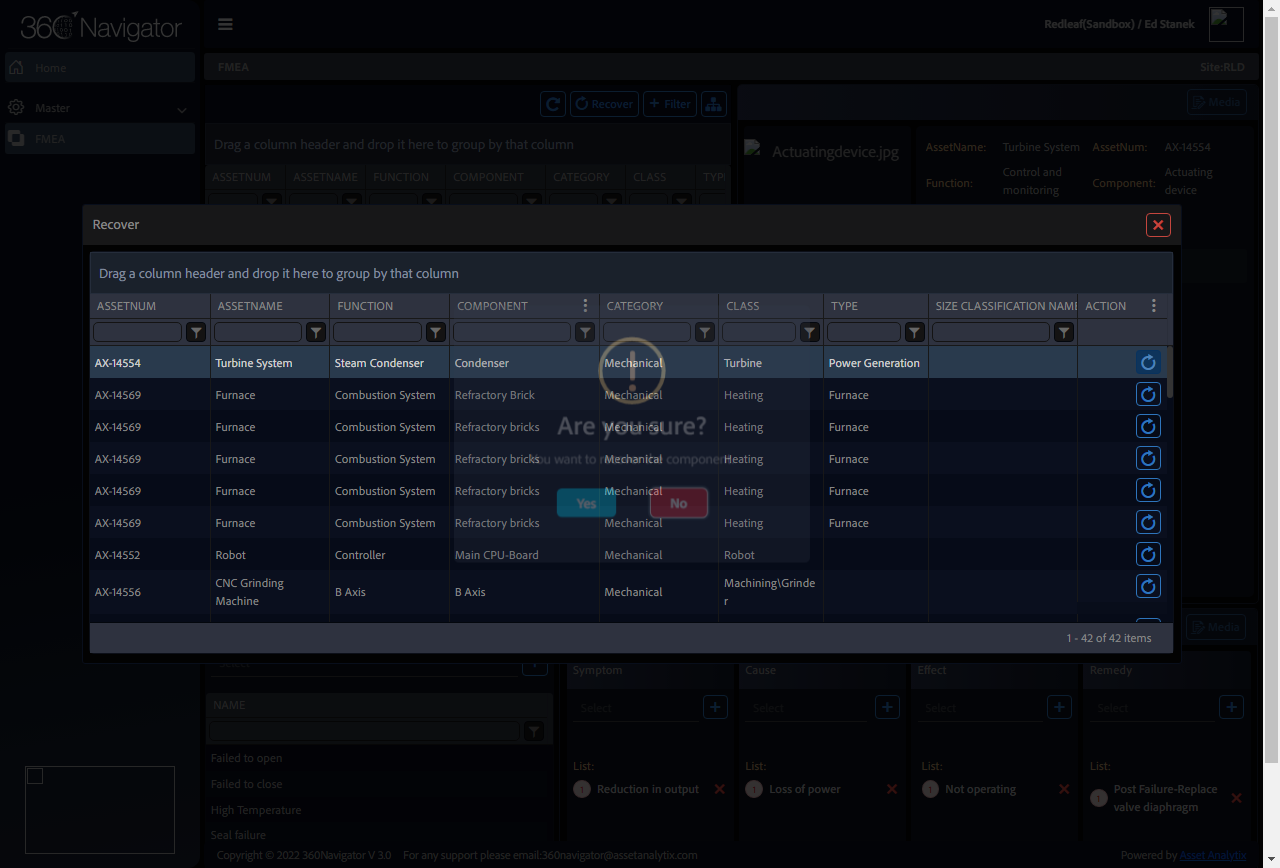 360 Navigator
Redleaf(Sandbox) / Ed Stanek
Home
FMEA
Site:RLD
Master
FMEA
Recover
+ Filter
Media
Drag a column header and drop it here to group by that column
ASSETNUM ASSETNAME FUNCTION COMPONENT CATEGORY CLASS TYP
Actuatingdevice.jpg
AssetName: Turbine System AssetNum: AX-14554
Function: Control and monitoring Component: Actuating device
Recover
Drag a column header and drop it here to group by that column
ASSETNUM ASSETNAME FUNCTION COMPONENT CATEGORY CLASS TYPE SIZE CLASSIFICATION NAME ACTION
AX-14554 Turbine System Steam Condenser Condenser Mechanical Turbine Power Generation
AX-14569 Furnace Combustion System Refractory Brick Mechanical Heating Furnace
AX-14569 Furnace Combustion System Refractory bricks Mechanical Heating Furnace
AX-14569 Furnace Combustion System Refractory bricks Mechanical Heating Furnace
AX-14569 Furnace Combustion System Refractory bricks Mechanical Heating Furnace
AX-14569 Furnace Combustion System Refractory bricks Mechanical Heating Furnace
AX-14552 Robot Controller Main CPU-Board Mechanical Robot
AX-14556 CNC Grinding Machine B Axis B Axis Mechanical Machining\Grinder
Are you sure?
You want to the component
Yes No
1 - 42 of 42 items
Media
Select
Symptom Cause Effect Remedy
NAME
Select Select Select Select
Failed to open
Failed to close
High Temperature
Seal failure
List: List: List: List:
1 Reduction in output 1 Loss of power 1 Not operating 1 Post Failure-Replace valve diaphragm
Copyright © 2022 360Navigator V 3.0 For any support please email:360navigator@assetanalytix.com
Powered by Asset Analytix